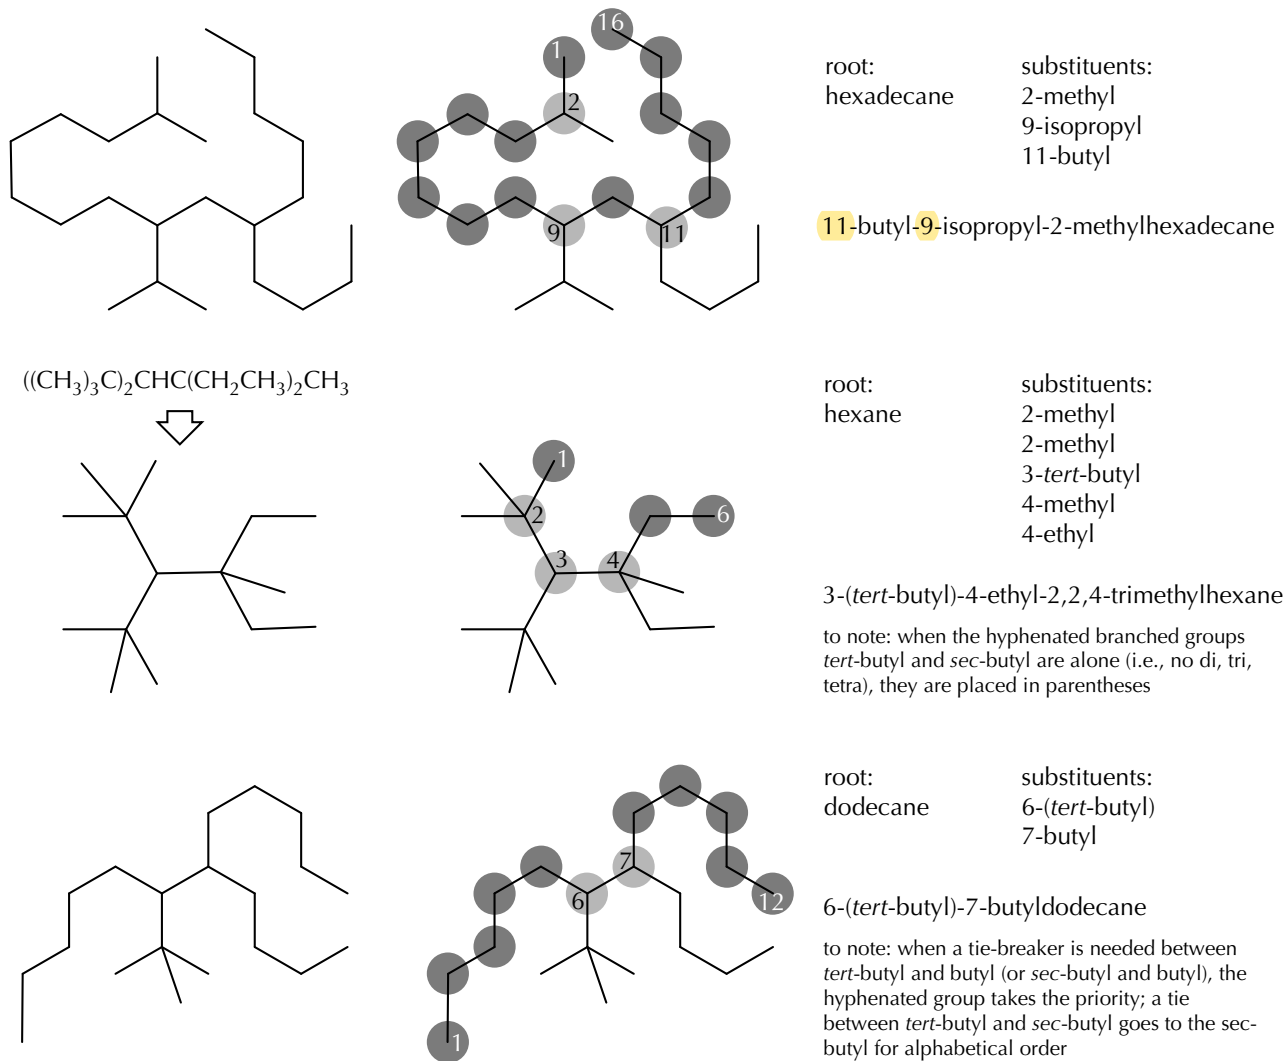 1
16
2
9
11
root:
hexadecane
substituents:
2-methyl
9-isopropyl
11-butyl
11-butyl-9-isopropyl-2-methylhexadecane
((CH₃)₃C)₂CHC(CH₂CH₃)₂CH₃
1
2
3
4
6
root:
hexane
substituents:
2-methyl
2-methyl
3-tert-butyl
4-methyl
4-ethyl
3-(tert-butyl)-4-ethyl-2,2,4-trimethylhexane
to note: when the hyphenated branched groups
tert-butyl and sec-butyl are alone (i.e., no di, tri,
tetra), they are placed in parentheses
7
6
12
1
root:
dodecane
substituents:
6-(tert-butyl)
7-butyl
6-(tert-butyl)-7-butyldodecane
to note: when a tie-breaker is needed between
tert-butyl and butyl (or sec-butyl and butyl), the
hyphenated group takes the priority; a tie
between tert-butyl and sec-butyl goes to the sec-
butyl for alphabetical order